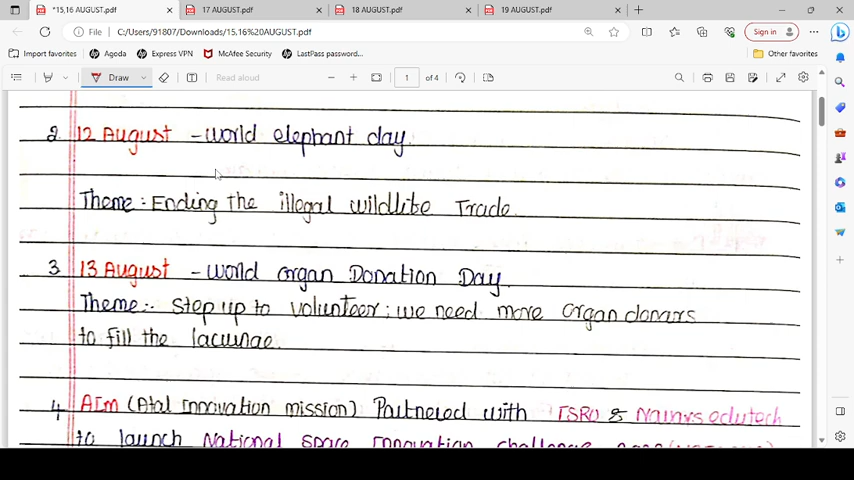 *15,16 AUGUST.pdf
17 AUGUST.pdf
18 AUGUST.pdf
19 AUGUST.pdf
File
C:/Users/91807/Downloads/15,16%20AUGUST.pdf
Sign in
Import favorites
Agoda
Express VPN
McAfee Security
LastPass password...
Other favorites
Draw
Read aloud
1
of 4
2. 12 August - world elephant day.
Theme: Ending the illegal wildlife Trade.
3 13 August - world organ Donation Day.
Theme:- Step up to volunteer; we need more organ donars
to fill the lacunae.
4 AIm (Atal Innovation mission) Partnered with ISRO &
to launch National space Innovation challenge